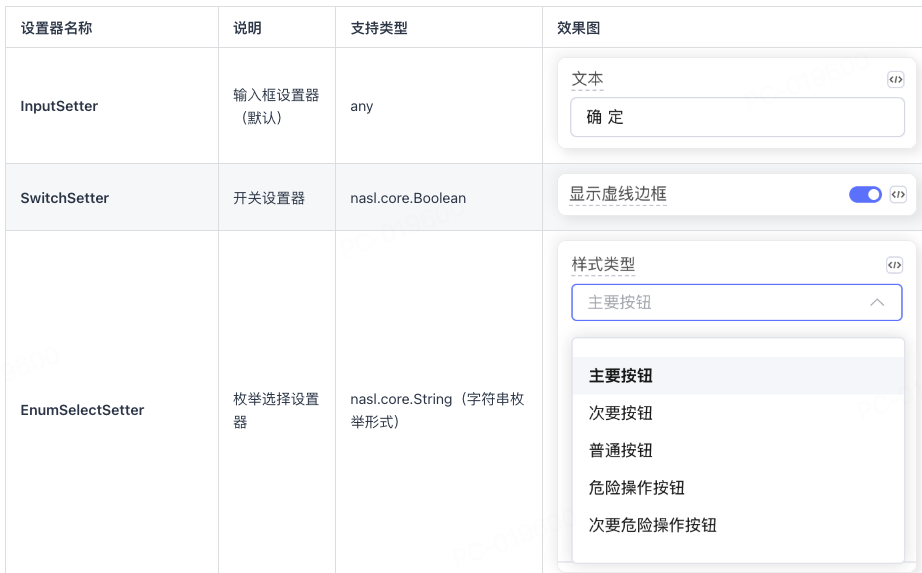 设置器名称 说明 支持类型 效果图
InputSetter
输入框设置器
（默认）
any
文本
确 定
SwitchSetter
开关设置器
nasl.core.Boolean
显示虚线边框
EnumSelectSetter
枚举选择设置
器
nasl.core.String（字符串枚
举形式）
样式类型
主要按钮
主要按钮
次要按钮
普通按钮
危险操作按钮
次要危险操作按钮